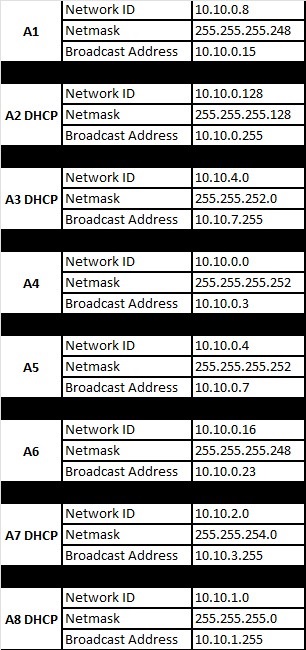 A1
Network ID 10.10.0.8
Netmask 255.255.255.248
Broadcast Address 10.10.0.15
A2 DHCP
Network ID 10.10.0.128
Netmask 255.255.255.128
Broadcast Address 10.10.0.255
A3 DHCP
Network ID 10.10.4.0
Netmask 255.255.252.0
Broadcast Address 10.10.7.255
A4
Network ID 10.10.0.0
Netmask 255.255.255.252
Broadcast Address 10.10.0.3
A5
Network ID 10.10.0.4
Netmask 255.255.255.252
Broadcast Address 10.10.0.7
A6
Network ID 10.10.0.16
Netmask 255.255.255.248
Broadcast Address 10.10.0.23
A7 DHCP
Network ID 10.10.2.0
Netmask 255.255.254.0
Broadcast Address 10.10.3.255
A8 DHCP
Network ID 10.10.1.0
Netmask 255.255.255.0
Broadcast Address 10.10.1.255